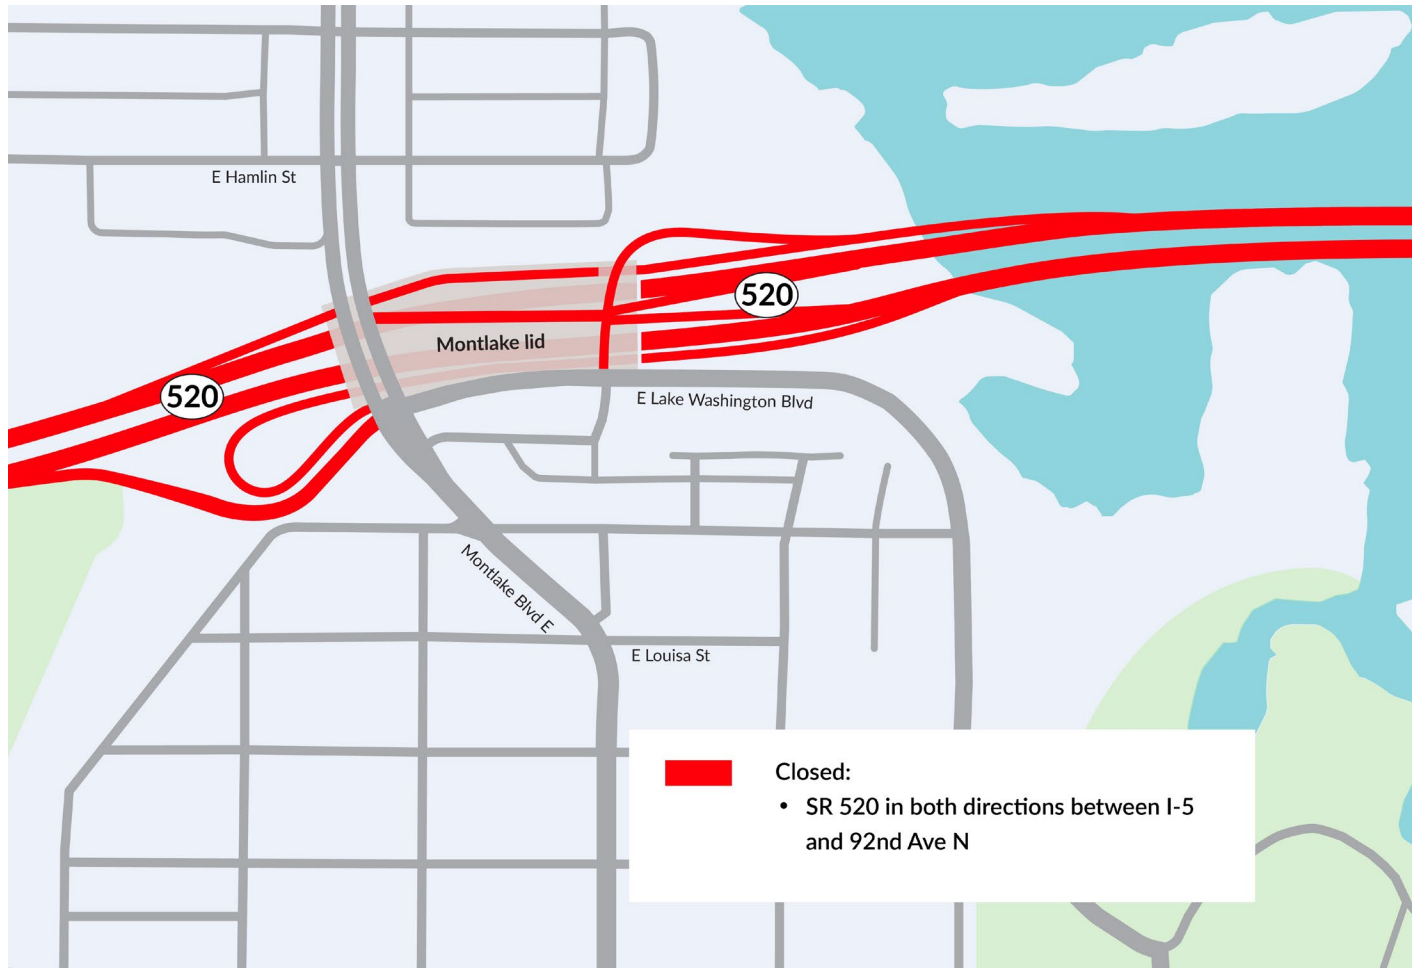 E Hamlin St
520
Montlake lid
520
E Lake Washington Blvd
Montlake Blvd E
E Louisa St
Closed:
• SR 520 in both directions between I-5
and 92nd Ave N